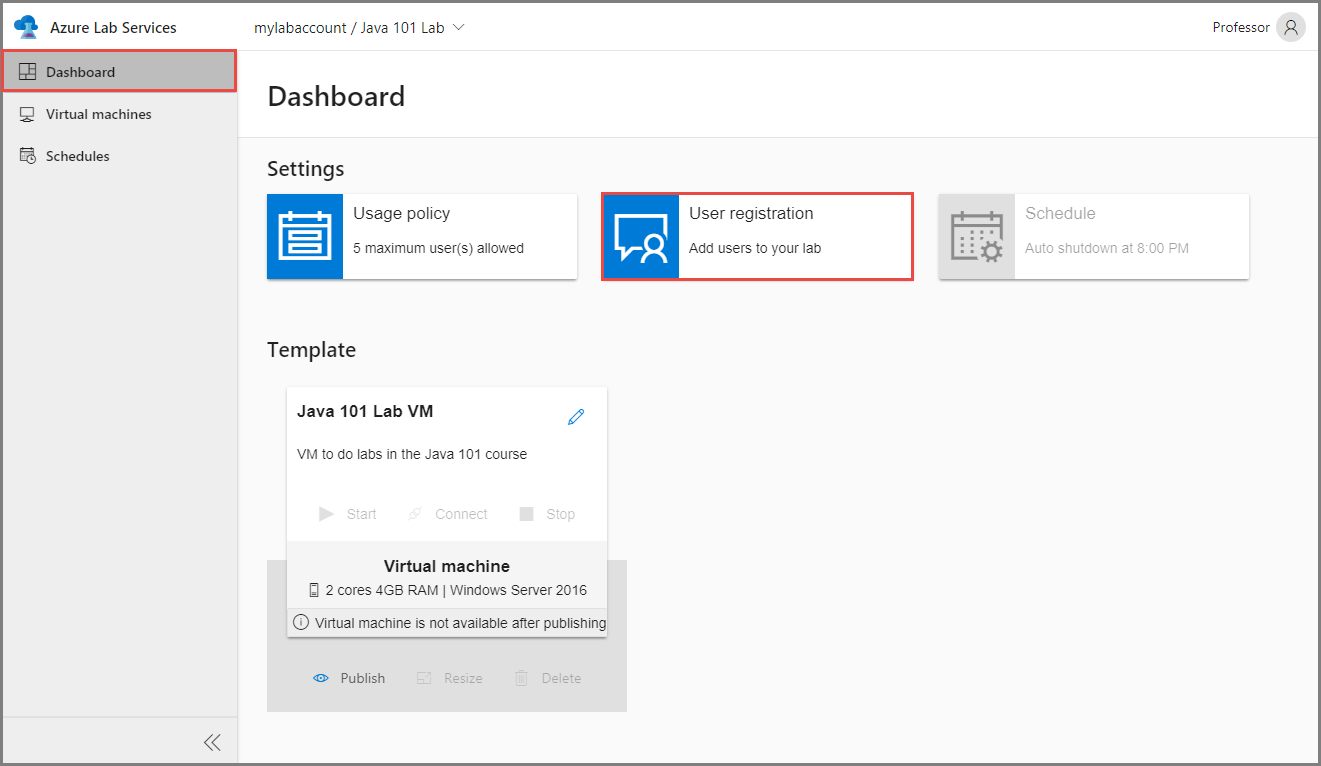 Azure Lab Services
mylabaccount / Java 101 Lab
Professor
Dashboard
Virtual machines
Schedules
Dashboard
Settings
Usage policy
5 maximum user(s) allowed
User registration
Add users to your lab
Schedule
Auto shutdown at 8:00 PM
Template
Java 101 Lab VM
VM to do labs in the Java 101 course
Start Connect Stop
Virtual machine
2 cores 4GB RAM | Windows Server 2016
Virtual machine is not available after publishing
Publish Resize Delete